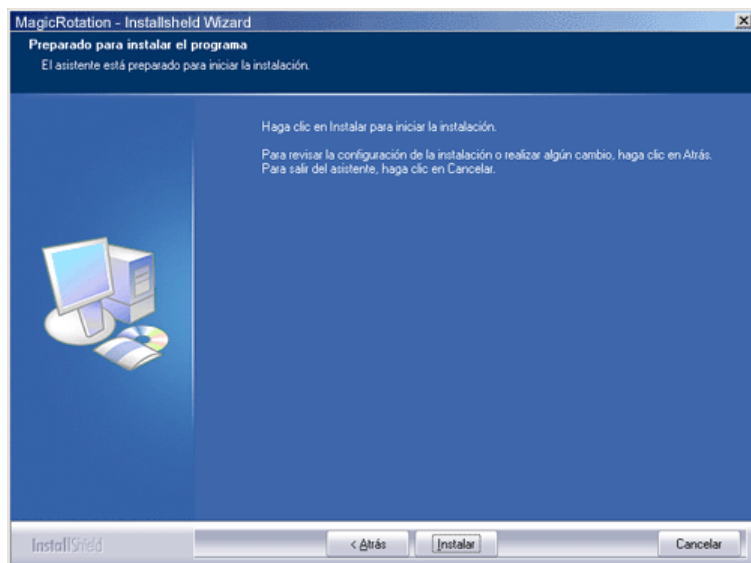 MagicRotation - Installsheld Wizard
Preparado para instalar el programa
El asistente está preparado para iniciar la instalación.
Haga clic en Instalar para iniciar la instalación.
Para revisar la configuración de la instalación o realizar algún cambio, haga clic en Atrás.
Para salir del asistente, haga clic en Cancelar.
InstallShield
< Atrás
Instalar
Cancelar